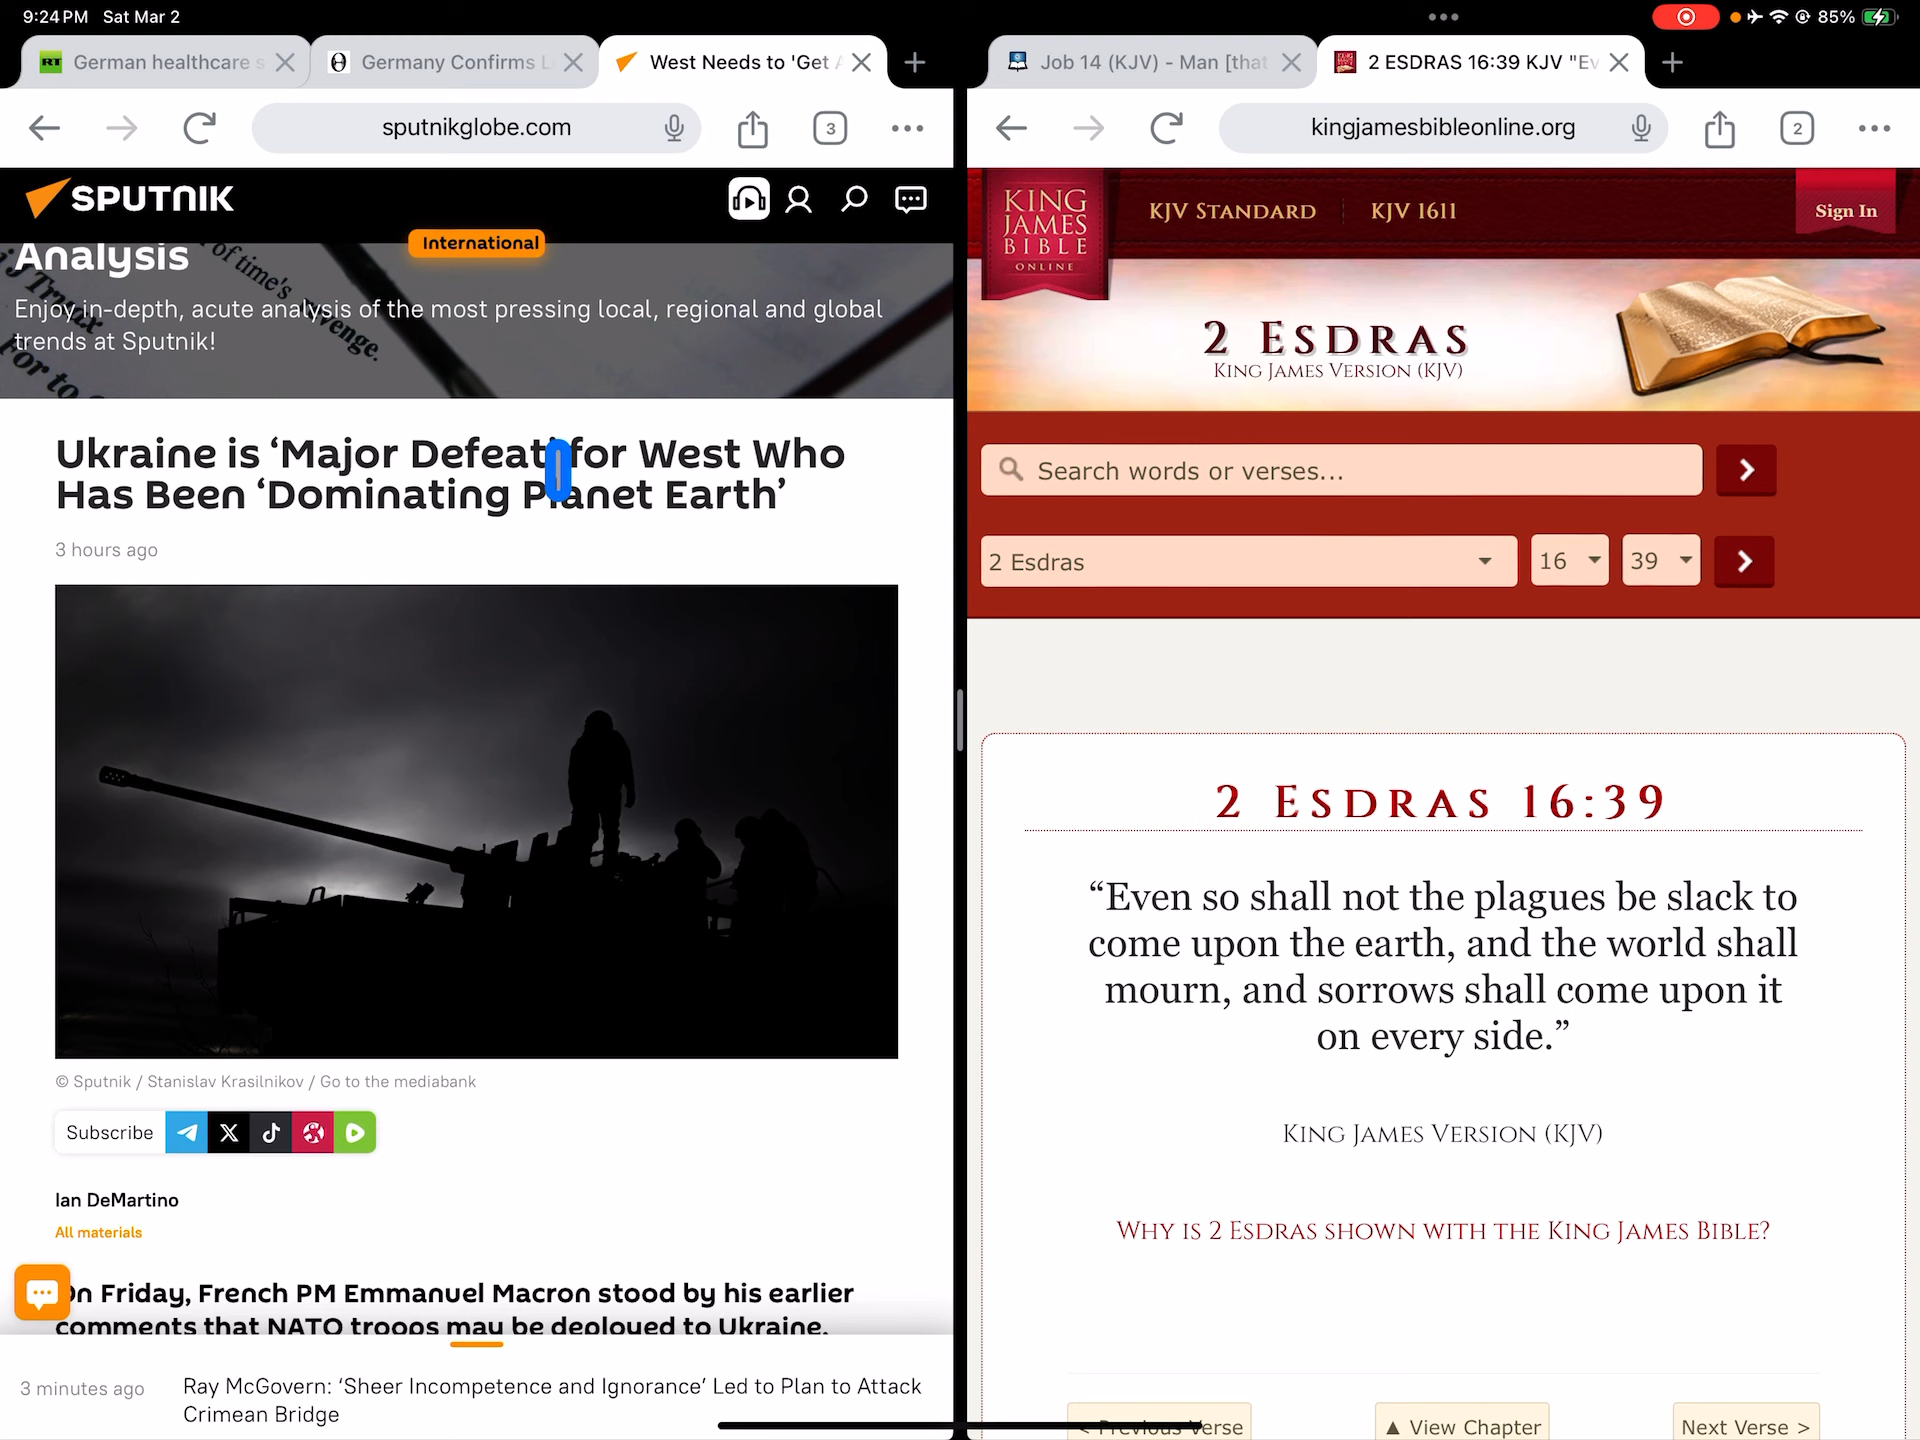 9:24 PM Sat Mar 2
85%
RT German healthcare s
Germany Confirms L
West Needs to 'Get A
sputnikglobe.com
3
SPUTNIK
International
Analysis
of time's revenge.
For to
Enjoy in-depth, acute analysis of the most pressing local, regional and global
trends at Sputnik!
Ukraine is ‘Major Defeat’ for West Who
Has Been ‘Dominating Planet Earth’
3 hours ago
© Sputnik / Stanislav Krasilnikov / Go to the mediabank
Subscribe
Ian DeMartino
All materials
On Friday, French PM Emmanuel Macron stood by his earlier
comments that NATO troops may be deployed to Ukraine.
3 minutes ago
Ray McGovern: ‘Sheer Incompetence and Ignorance’ Led to Plan to Attack
Crimean Bridge
Job 14 (KJV) - Man [that
2 ESDRAS 16:39 KJV "Ev
kingjamesbibleonline.org
2
KING
JAMES
BIBLE
ONLINE
KJV STANDARD
KJV 1611
Sign In
2 ESDRAS
KING JAMES VERSION (KJV)
Search words or verses...
2 Esdras
16
39
2 ESDRAS 16:39
“Even so shall not the plagues be slack to
come upon the earth, and the world shall
mourn, and sorrows shall come upon it
on every side.”
KING JAMES VERSION (KJV)
WHY IS 2 ESDRAS SHOWN WITH THE KING JAMES BIBLE?
< Previous Verse
▲ View Chapter
Next Verse >